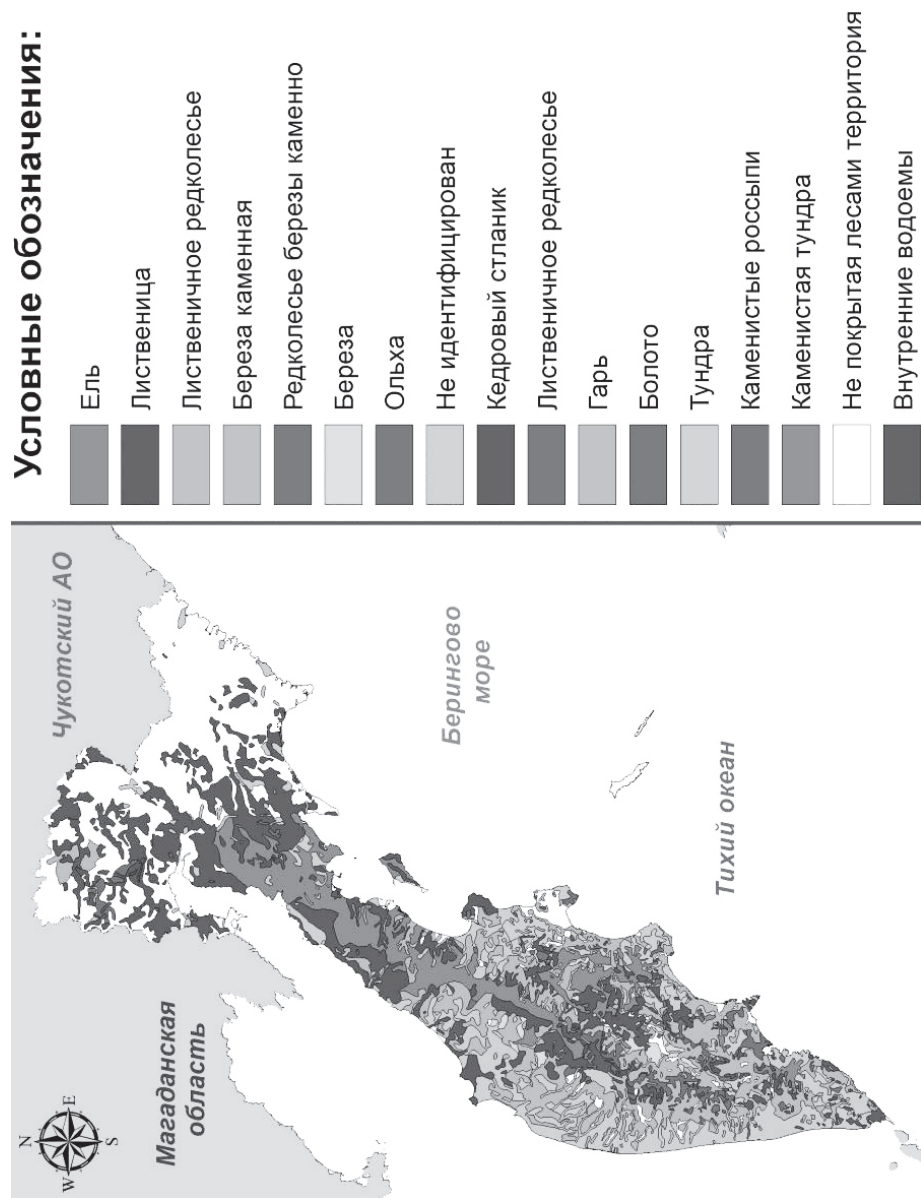 Условные обозначения:
Ель
Лиственица
Лиственичное редколесье
Береза каменная
Редколесье березы каменно
Береза
Ольха
Не идентифицирован
Кедровый стланик
Лиственичное редколесье
Гарь
Болото
Тундра
Каменистые россыпи
Каменистая тундра
Не покрытая лесами территория
Внутренние водоемы
N
W
E
S
Чукотский АО
Магаданская
область
Берингово
море
Тихий океан